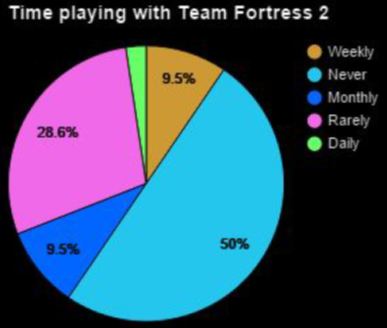 Time playing with Team Fortress 2
Weekly
Never
Monthly
Rarely
Daily
9.5%
28.6%
9.5%
50%